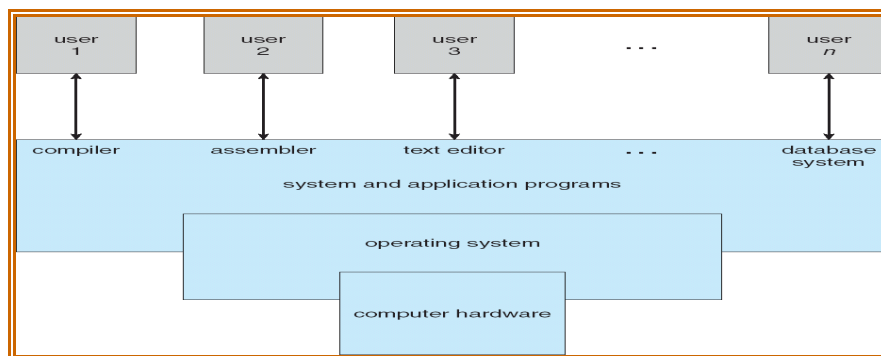 user
1
user
2
user
3
. . .
user
n
compiler
assembler
text editor
. . .
database
system
system and application programs
operating system
computer hardware